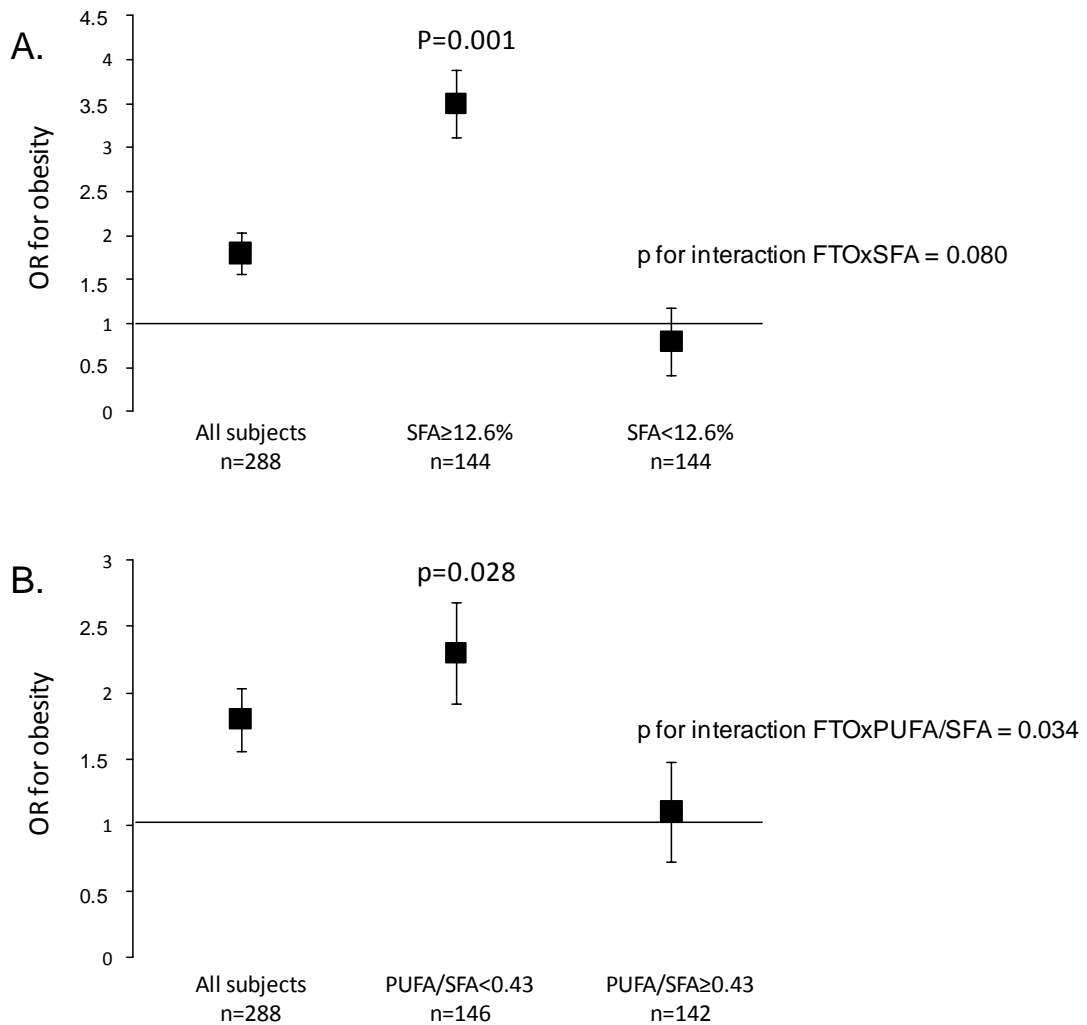 A.
OR for obesity
4.5
4
3.5
3
2.5
2
1.5
1
0.5
0
P=0.001
p for interaction FTOxSFA = 0.080
All subjects
n=288
SFA≥12.6%
n=144
SFA<12.6%
n=144
B.
OR for obesity
3
2.5
2
1.5
1
0.5
0
p=0.028
p for interaction FTOxPUFA/SFA = 0.034
All subjects
n=288
PUFA/SFA<0.43
n=146
PUFA/SFA≥0.43
n=142